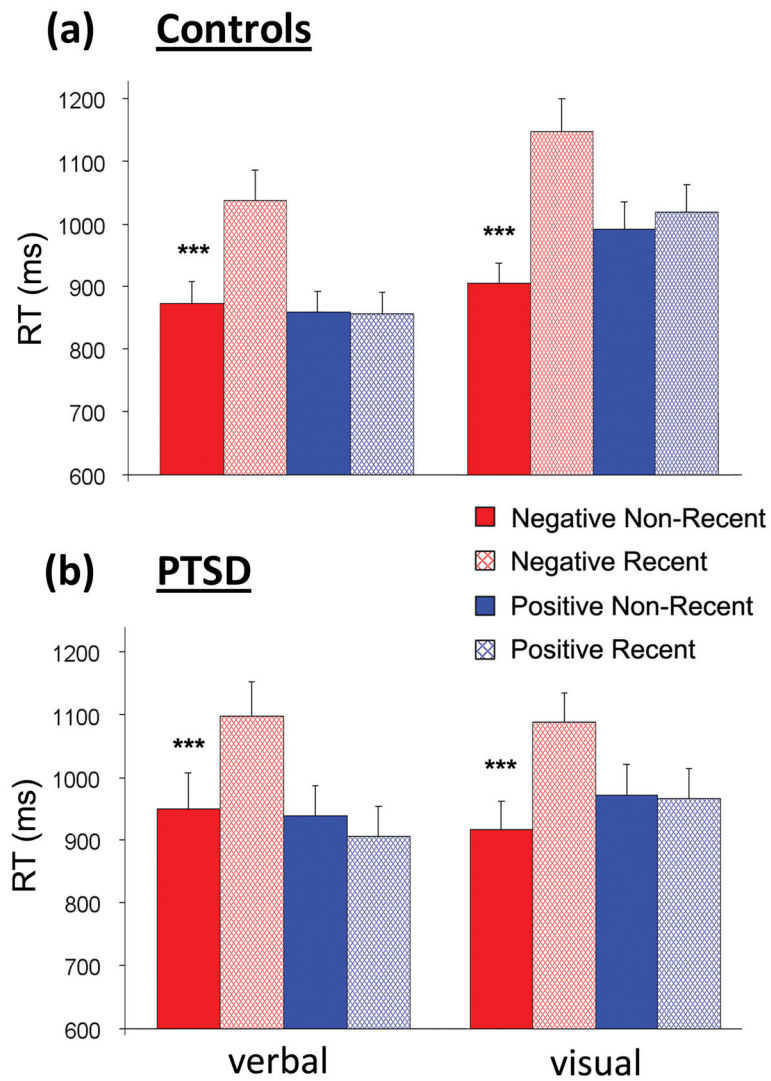 (a) Controls
1200
1100
1000
900
800
700
600
RT (ms)
***
***
Negative Non-Recent
Negative Recent
Positive Non-Recent
Positive Recent
(b) PTSD
1200
1100
1000
900
800
700
600
RT (ms)
***
***
verbal visual